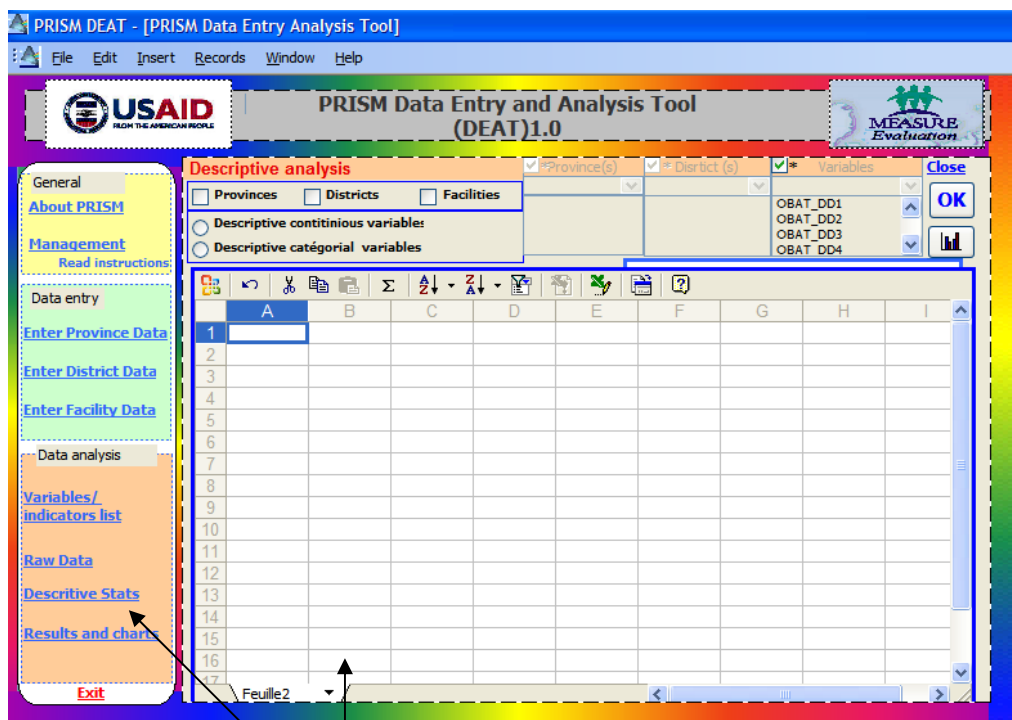 PRISM DEAT - [PRISM Data Entry Analysis Tool]
File Edit Insert Records Window Help
USAID
FROM THE AMERICAN PEOPLE
PRISM Data Entry and Analysis Tool
(DEAT)1.0
MEASURE
Evaluation
General
About PRISM
Management
Read instructions
Data entry
Enter Province Data
Enter District Data
Enter Facility Data
Data analysis
Variables/
indicators list
Raw Data
Descritive Stats
Results and charts
Exit
Descriptive analysis
Provinces Districts Facilities
Descriptive continious variables
Descriptive catégorial variables
*?Province(s)
* Disrtict (s)
* Variables
OBAT_DD1
OBAT_DD2
OBAT_DD3
OBAT_DD4
Close
OK
A B C D E F G H I
1
2
3
4
5
6
7
8
9
10
11
12
13
14
15
16
17
Feuille2